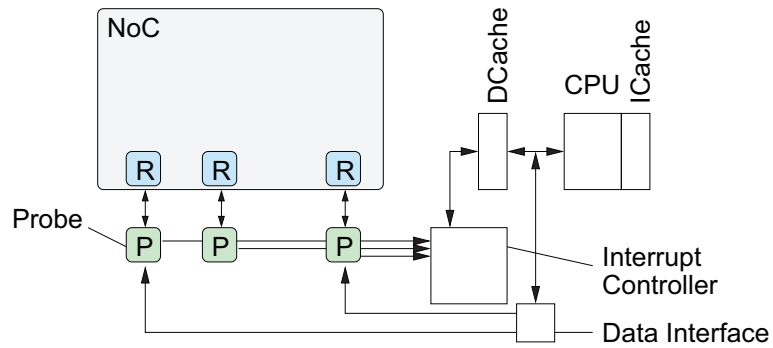 NoC
DCache
CPU
ICache
R
R
R
Probe
P
P
P
Interrupt
Controller
Data Interface